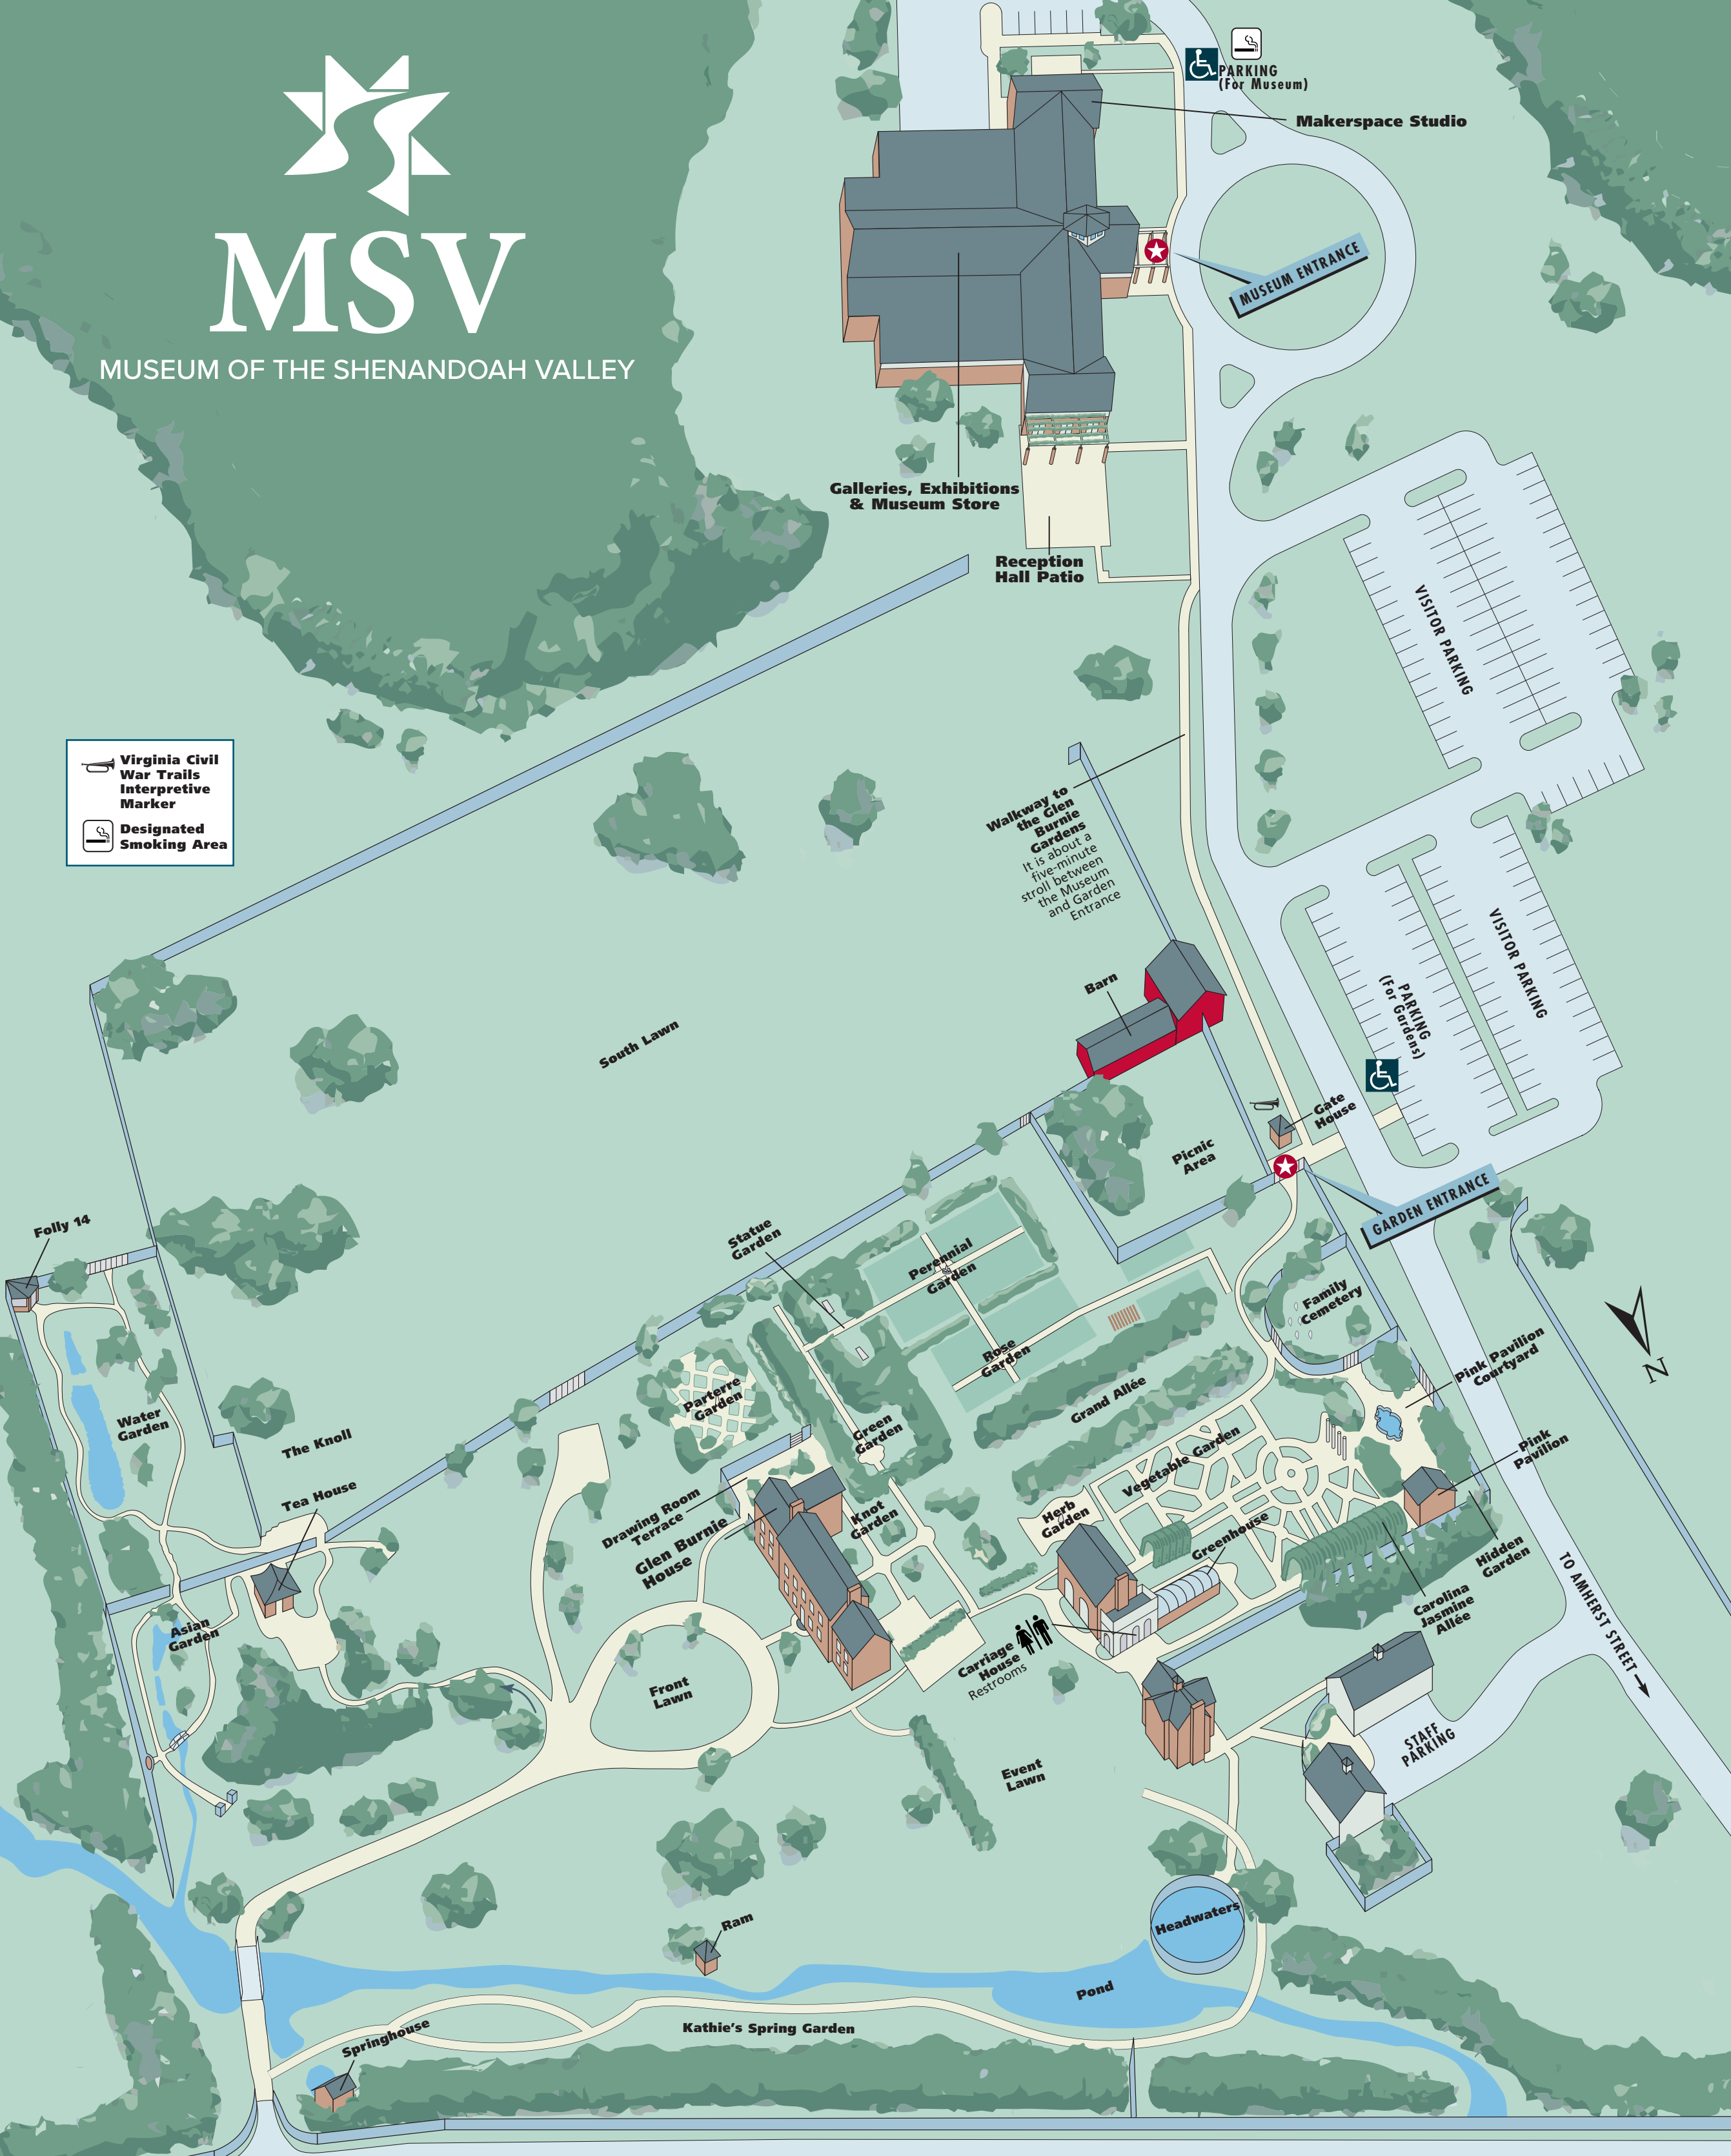 MSV
MUSEUM OF THE SHENANDOAH VALLEY
PARKING
(For Museum)
Makerspace Studio
MUSEUM ENTRANCE
Galleries, Exhibitions
& Museum Store
Reception
Hall Patio
VISITOR PARKING
Virginia Civil
War Trails
Interpretive
Marker
Designated
Smoking Area
Walkway to
the Glen
Burnie
Gardens
It is about a
five-minute
stroll between
the Museum
and Garden
Entrance
VISITOR PARKING
PARKING
(For Gardens)
Barn
South Lawn
Gate
House
Picnic
Area
GARDEN ENTRANCE
Folly 14
Statue
Garden
Perennial
Garden
Family
Cemetery
Rose
Garden
Pink Pavilion
Courtyard
N
Parterre
Garden
Grand Allée
Water
Garden
The Knoll
Green
Garden
Vegetable Garden
Pink
Pavilion
Tea House
Drawing Room
Terrace
Glen Burnie
House
Knot
Garden
Herb
Garden
Greenhouse
Hidden
Garden
Carolina
Jasmine
Allée
TO AMHERST STREET
Asian
Garden
Carriage
House
Restrooms
Front
Lawn
STAFF
PARKING
Event
Lawn
Ram
Headwaters
Pond
Kathie's Spring Garden
Springhouse